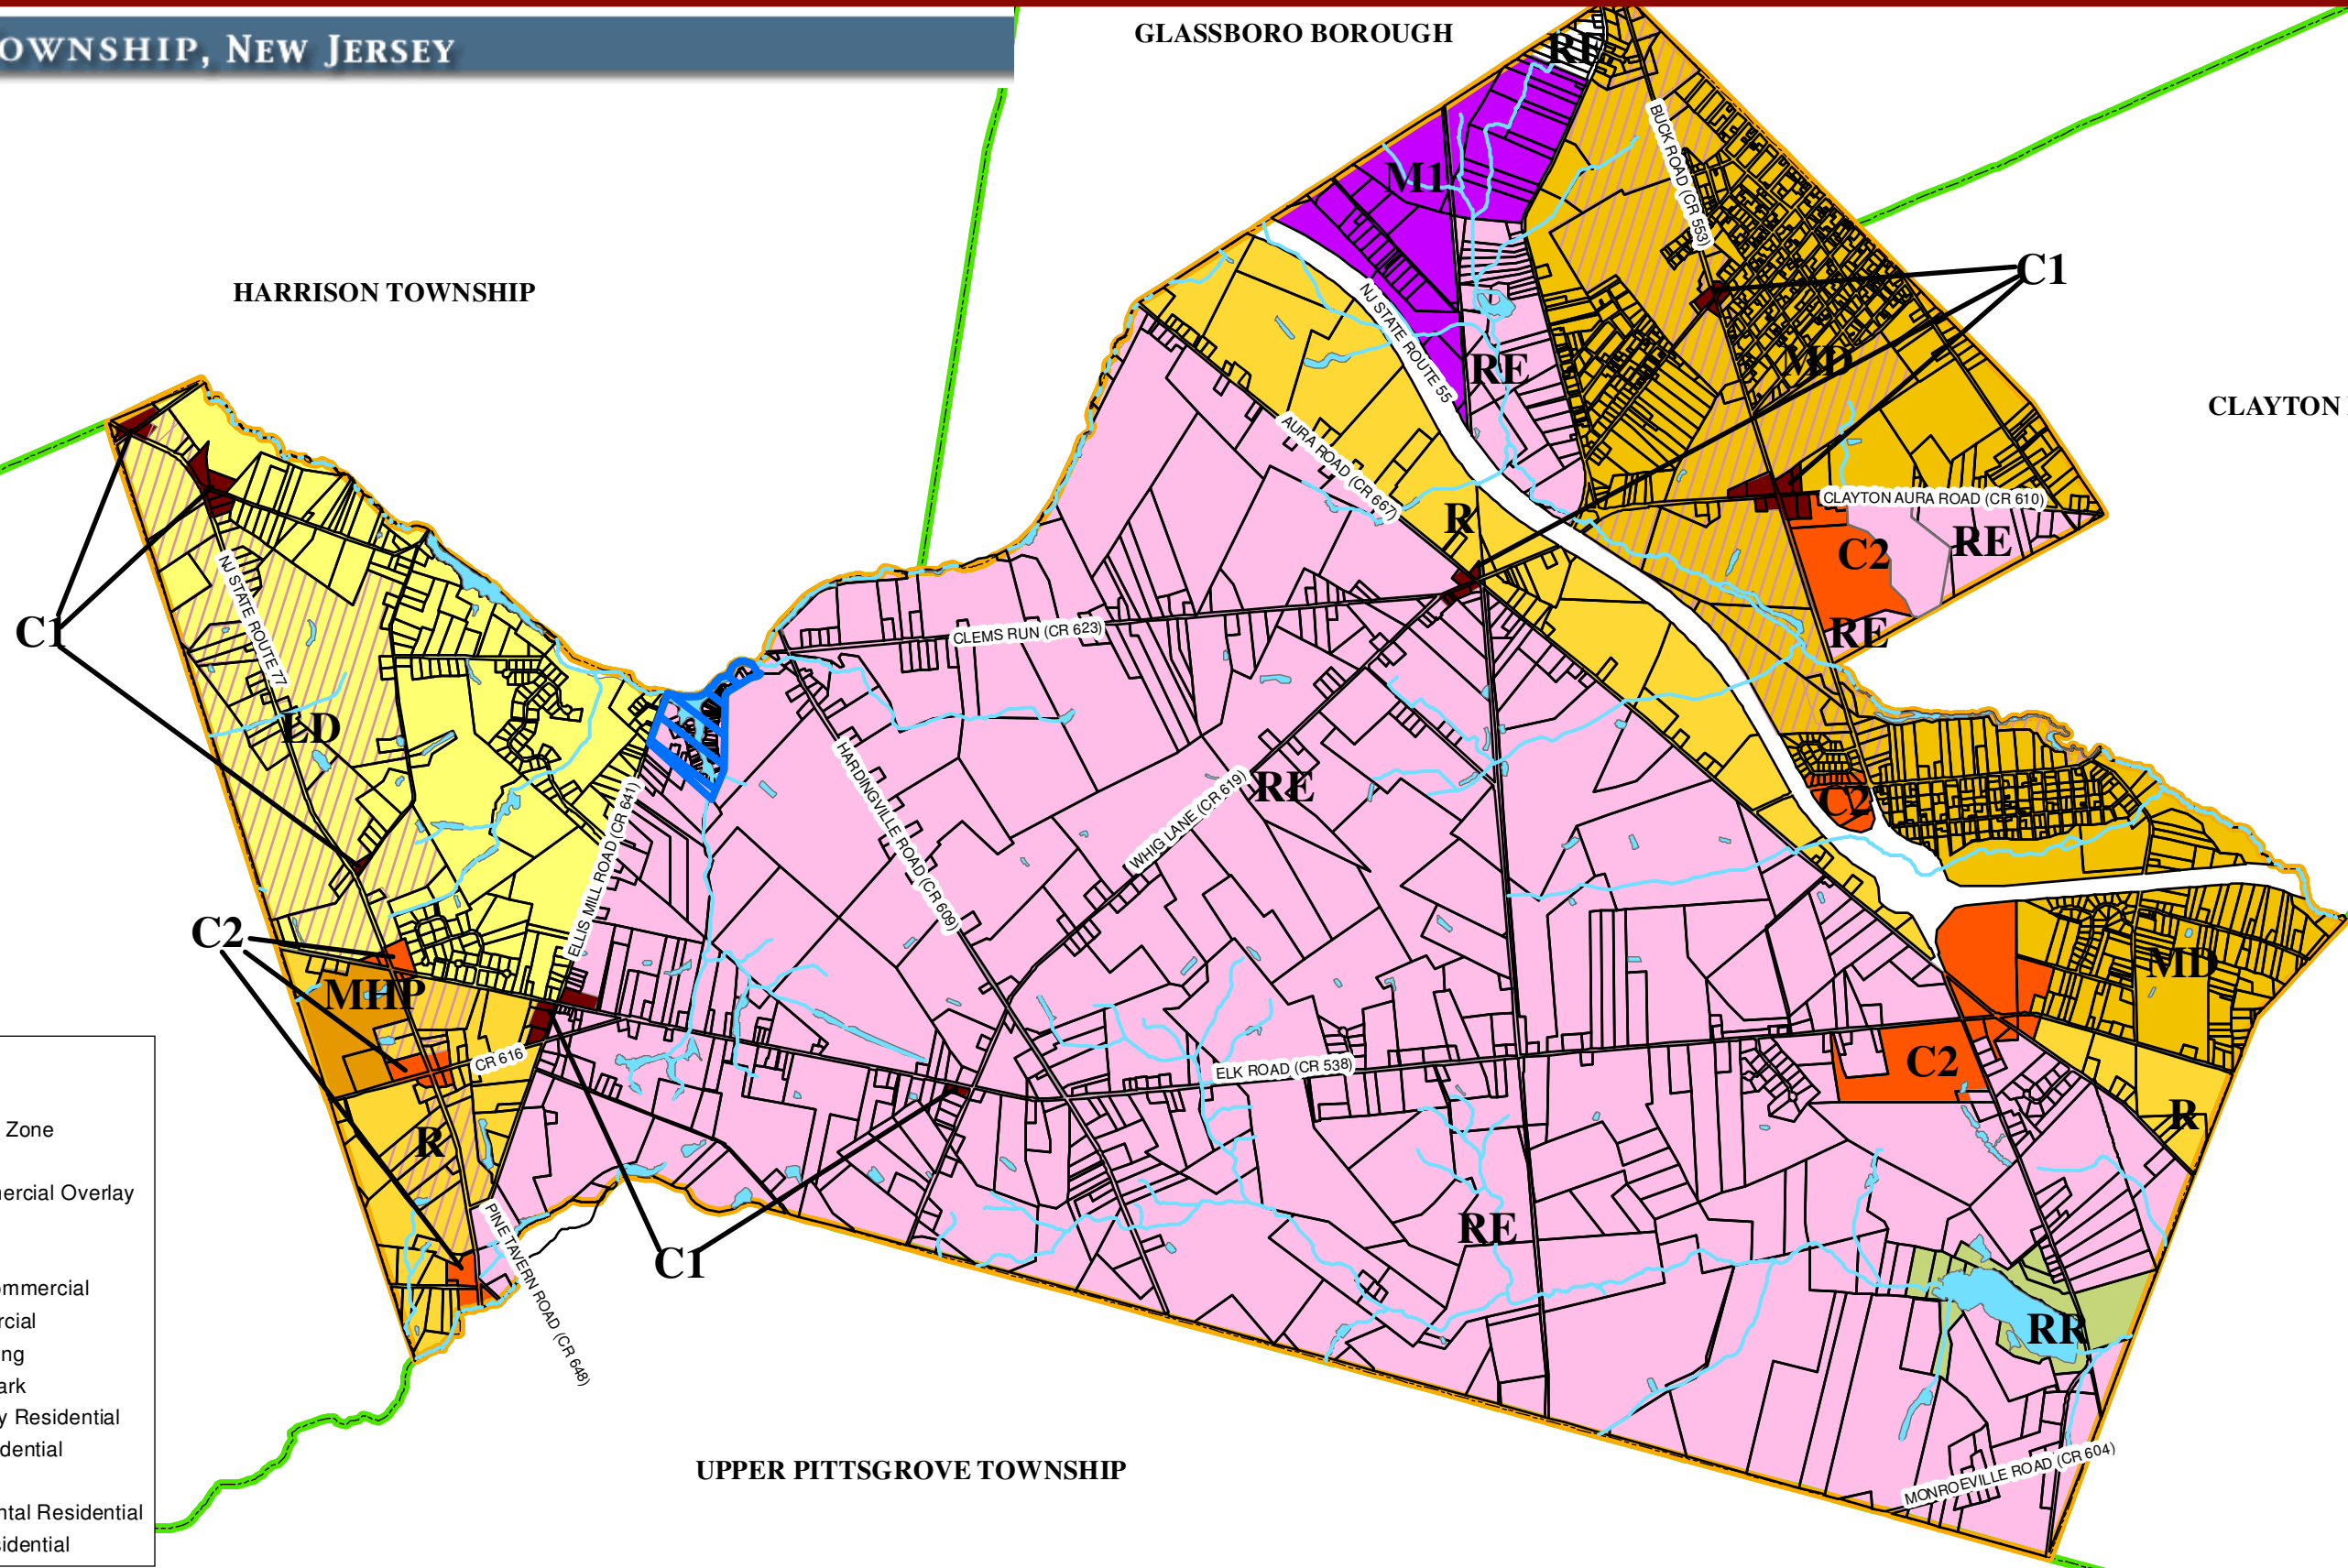 OWNSHIP, NEW JERSEY
GLASSBORO BOROUGH
RE
BUCK ROAD (CR 553)
M1
C1
HARRISON TOWNSHIP
NJ STATE ROUTE 55
RE
MD
CLAYTON
AURA ROAD (CR 667)
R
CLAYTON AURA ROAD (CR 610)
C2
RE
NJ STATE ROUTE 77
C1
CLEMS RUN (CR 623)
RE
LD
HARDINGVILLE ROAD (CR 609)
RE
WHIG LANE (CR 619)
C2
ELLIS MILL ROAD (CR 641)
C2
MHP
MD
CR 616
ELK ROAD (CR 538)
C2
R
R
Zone
mercial Overlay
PINE TAVERN ROAD (CR 648)
C1
RE
ommercial
rcial
RR
ng
ark
y Residential
dential
UPPER PITTSGROVE TOWNSHIP
MONROEVILLE ROAD (CR 604)
ntal Residential
sidential